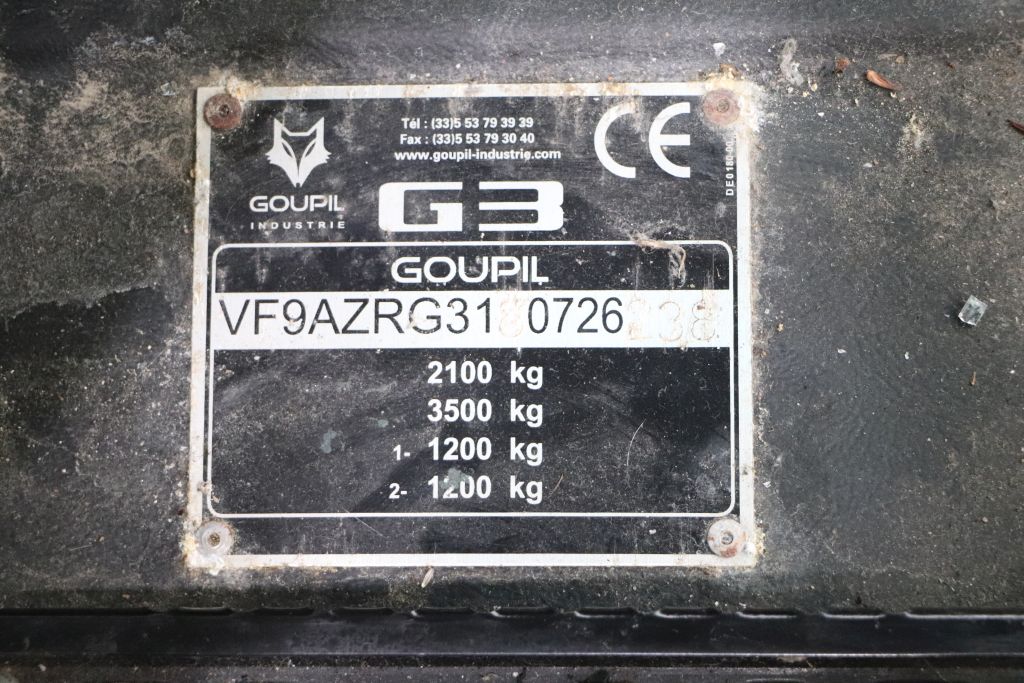 Tél : (33)5 53 79 39 39
Fax : (33)5 53 79 30 40
www.goupil-industrie.com
CE
GOUPIL
INDUSTRIE
G3
GOUPIL
VF9AZRG3180726238
2100 kg
3500 kg
1- 1200 kg
2- 1200 kg